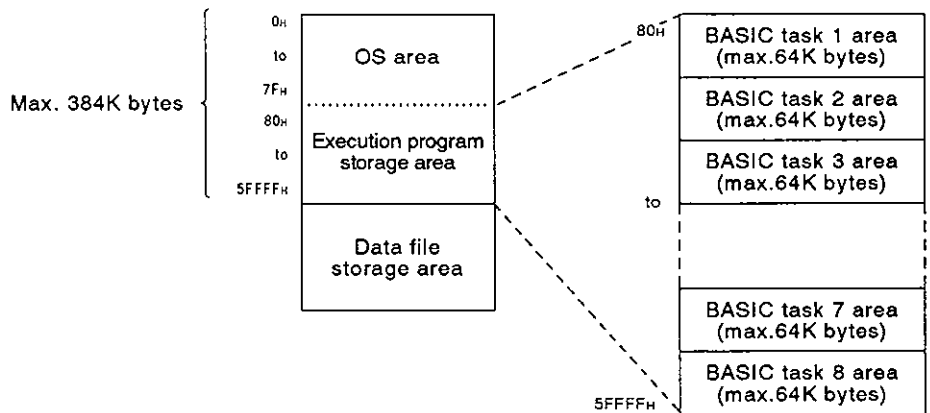 Max. 384K bytes
0H
to
7FH
80H
to
5FFFFH
OS area
Execution program
storage area
Data file
storage area
80H
to
5FFFFH
BASIC task 1 area
(max.64K bytes)
BASIC task 2 area
(max.64K bytes)
BASIC task 3 area
(max.64K bytes)
BASIC task 7 area
(max.64K bytes)
BASIC task 8 area
(max.64K bytes)